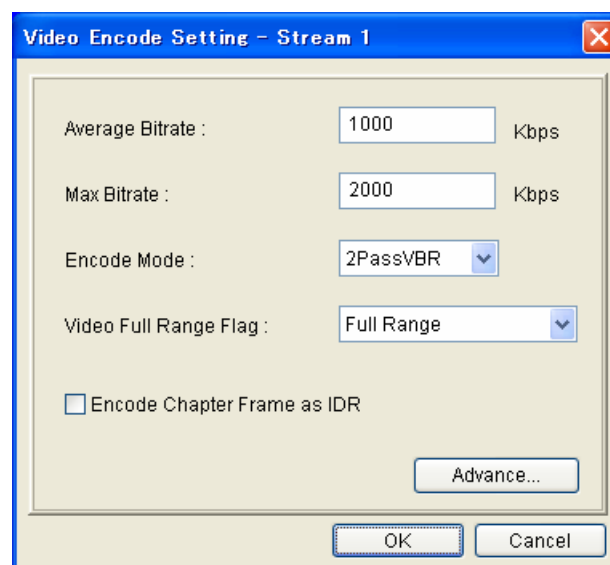 Video Encode Setting - Stream 1
Average Bitrate : 1000 Kbps
Max Bitrate : 2000 Kbps
Encode Mode : 2PassVBR
Video Full Range Flag : Full Range
Encode Chapter Frame as IDR
Advance...
OK Cancel